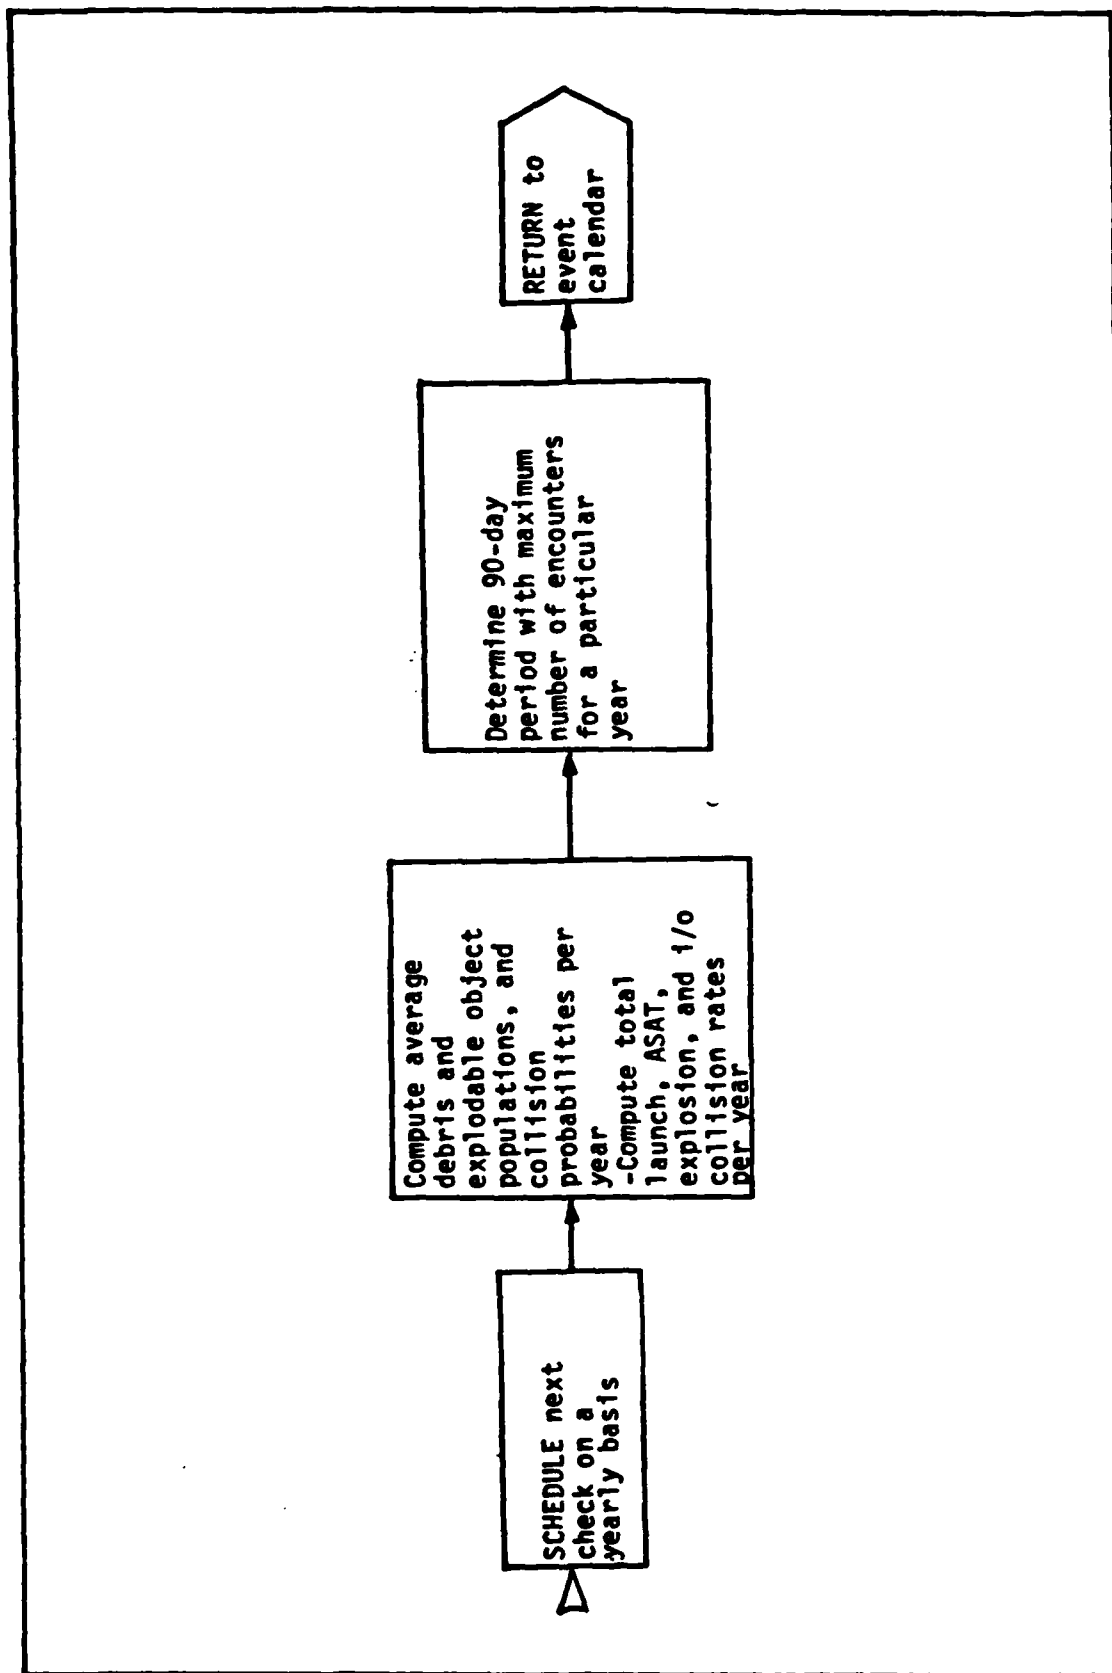 SCHEDULE next
check on a
yearly basis
Compute average
debris and
explodable object
populations, and
collision
probabilities per
year
-Compute total
launch, ASAT,
explosion, and i/o
collision rates
per year
Determine 90-day
period with maximum
number of encounters
for a particular
year
RETURN to
event
calendar